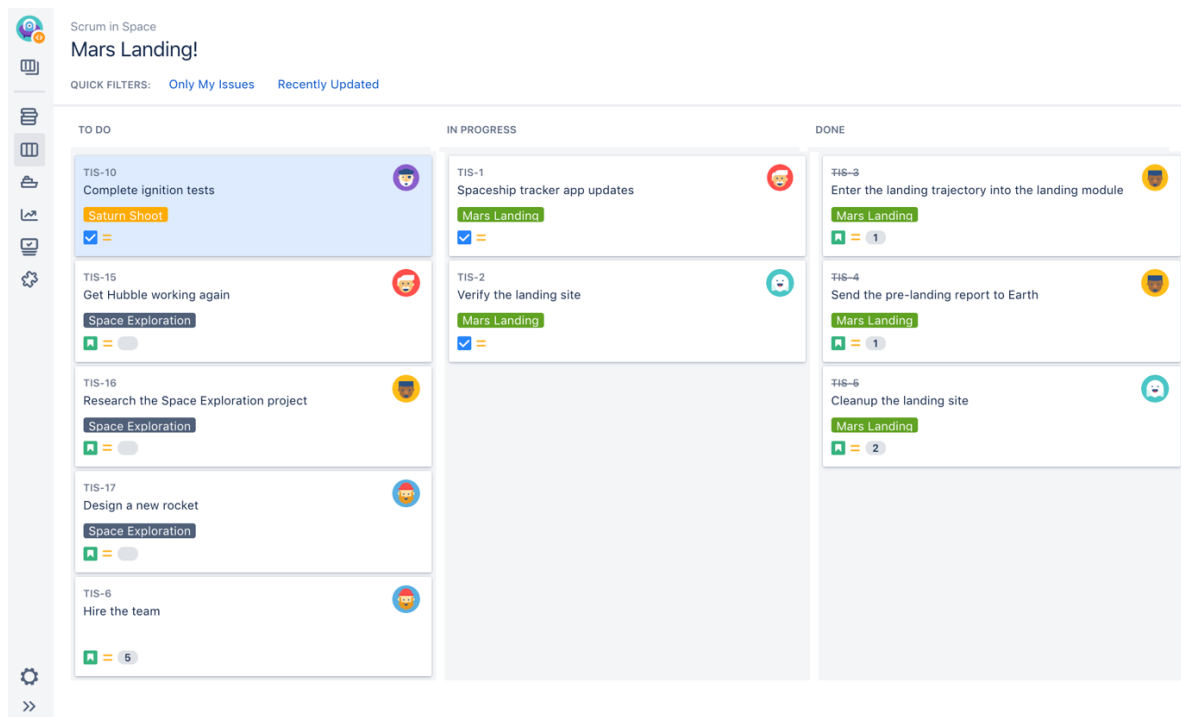 Scrum in Space
Mars Landing!
QUICK FILTERS: Only My Issues Recently Updated
TO DO
TIS-10
Complete ignition tests
Saturn Shoot
TIS-15
Get Hubble working again
Space Exploration
TIS-16
Research the Space Exploration project
Space Exploration
TIS-17
Design a new rocket
Space Exploration
TIS-6
Hire the team
5
IN PROGRESS
TIS-1
Spaceship tracker app updates
Mars Landing
TIS-2
Verify the landing site
Mars Landing
DONE
TIS-3
Enter the landing trajectory into the landing module
Mars Landing
1
TIS-4
Send the pre-landing report to Earth
Mars Landing
1
TIS-5
Cleanup the landing site
Mars Landing
2